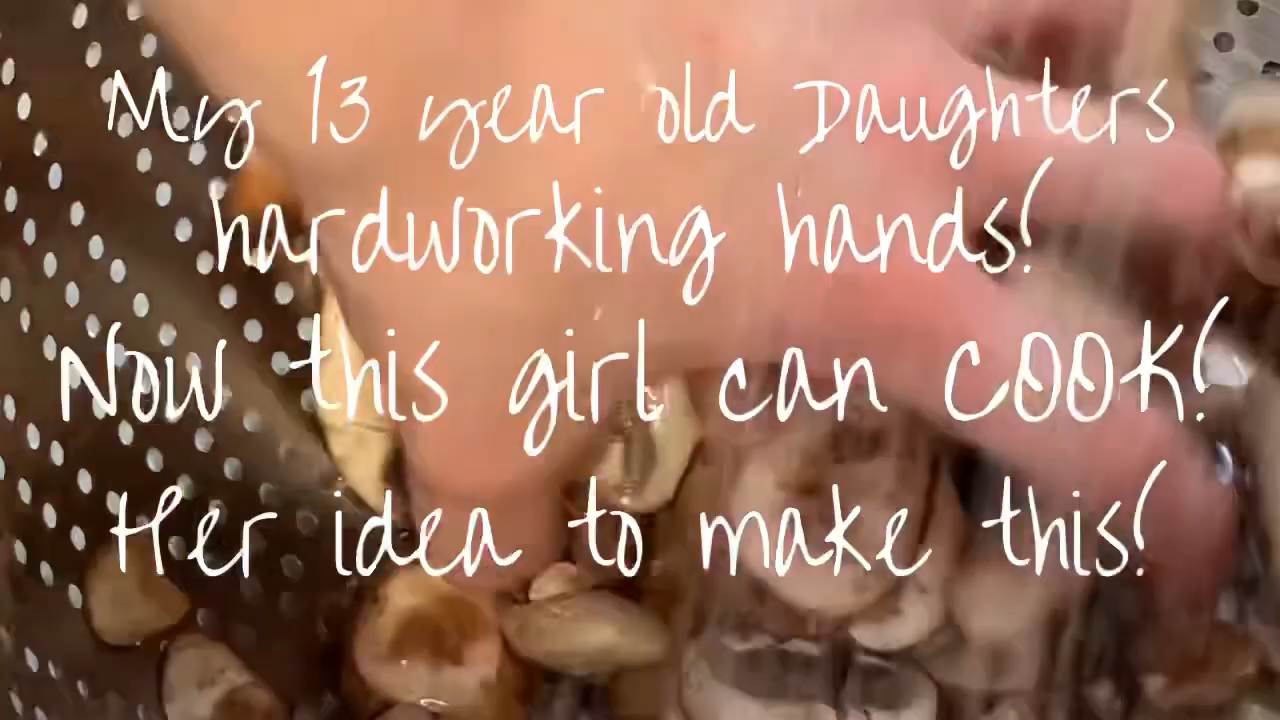 My 13 year old Daughters
hardworking hands!
Now this girl can COOK!
Her idea to make this!